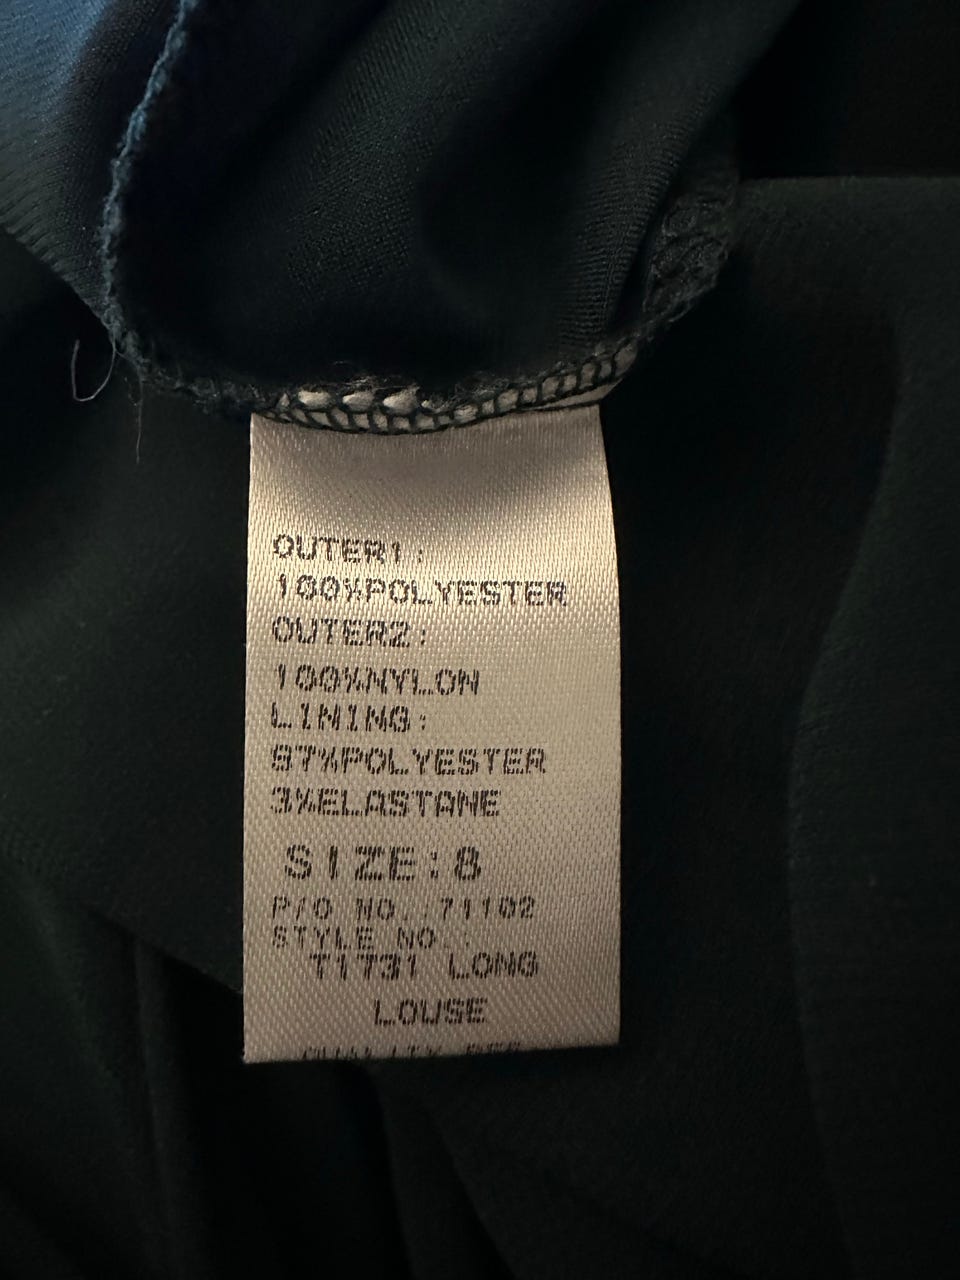 OUTER1:
100%POLYESTER
OUTER2:
100%NYLON
LINING:
97%POLYESTER
3%ELASTANE
SIZE:8
P/O NO.:71102
STYLE NO.:
T1731 LONG
LOUSE
QUALITY